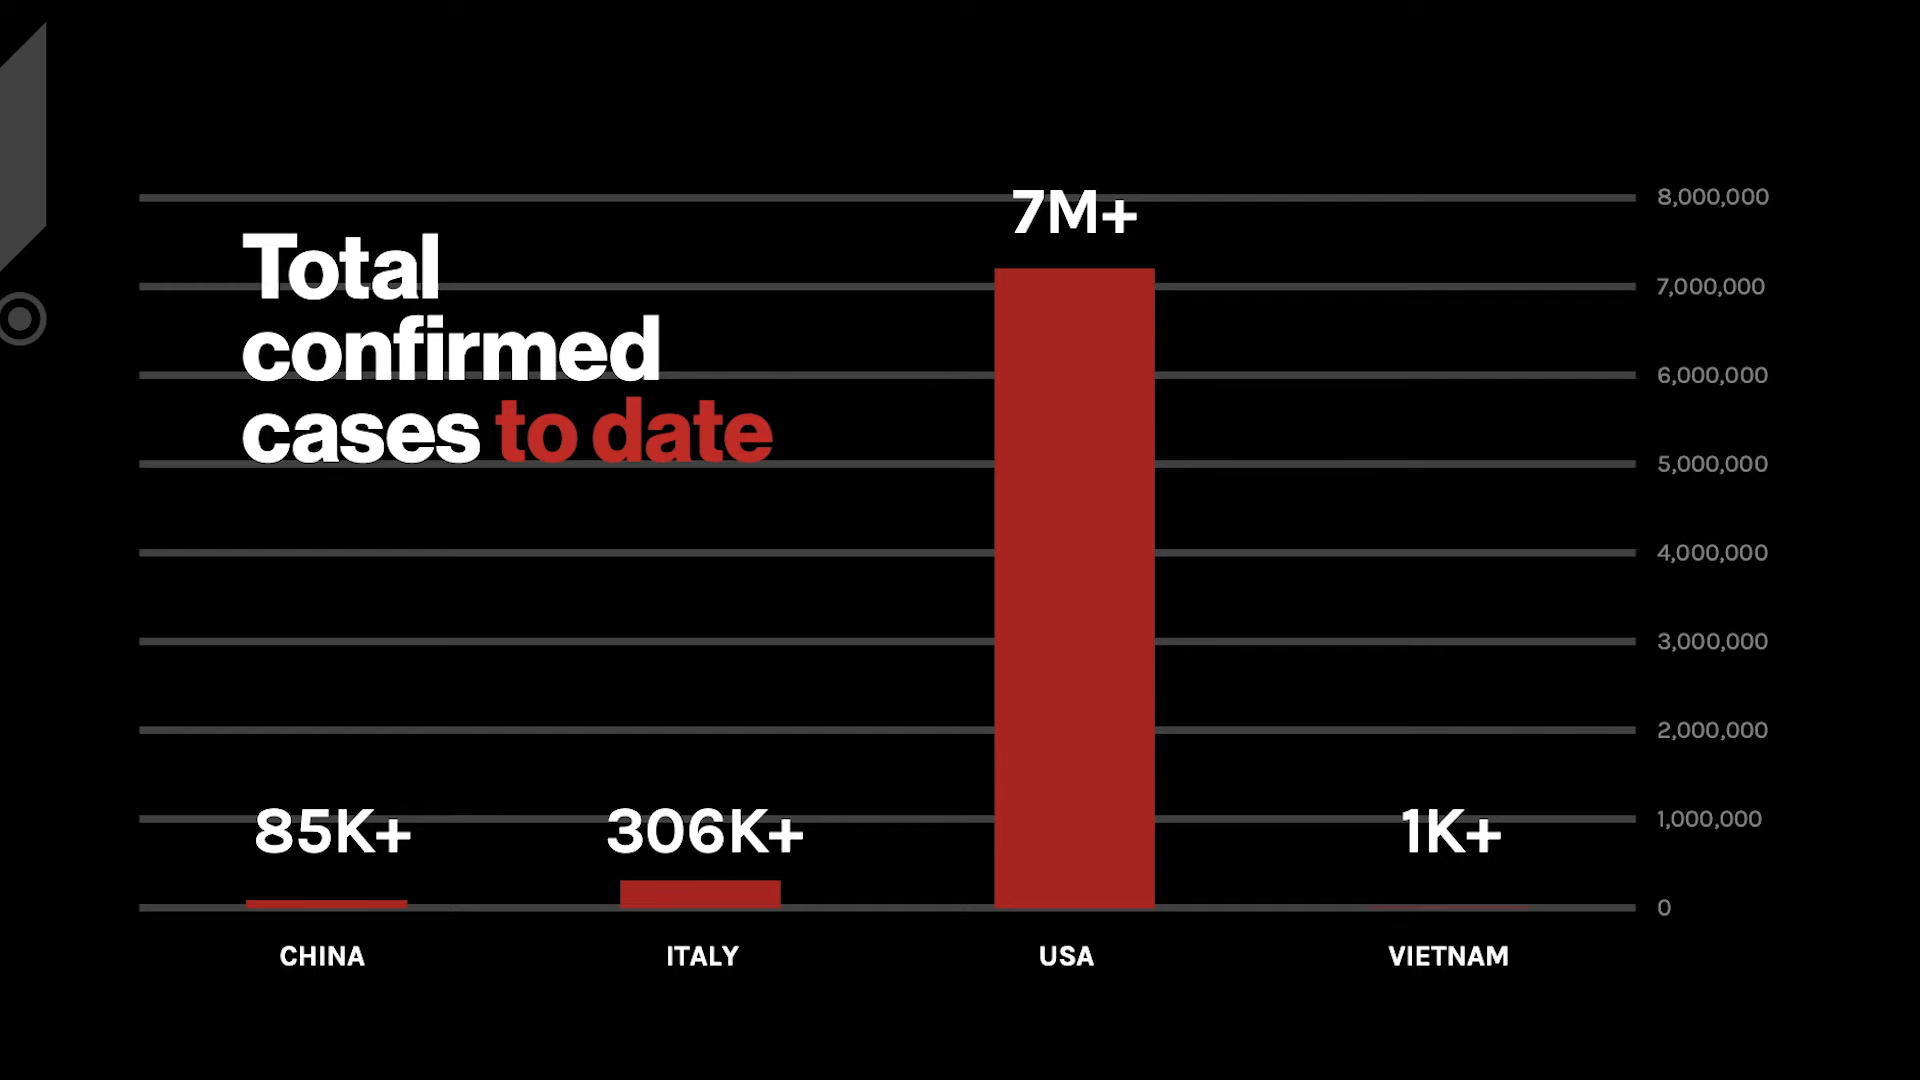 Total
confirmed
cases to date
8,000,000
7,000,000
6,000,000
5,000,000
4,000,000
3,000,000
2,000,000
1,000,000
0
85K+
306K+
7M+
1K+
CHINA
ITALY
USA
VIETNAM